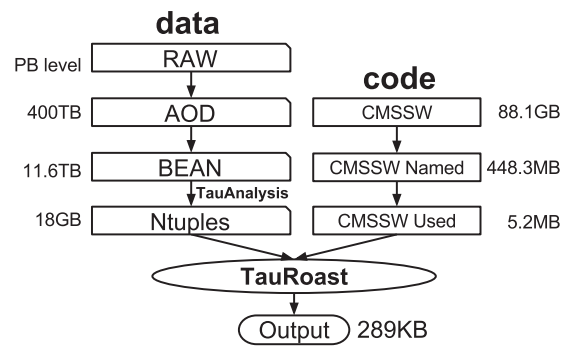 data
PB level
RAW
400TB
AOD
11.6TB
BEAN
TauAnalysis
18GB
Ntuples
code
CMSSW
88.1GB
CMSSW Named
448.3MB
CMSSW Used
5.2MB
TauRoast
Output
289KB